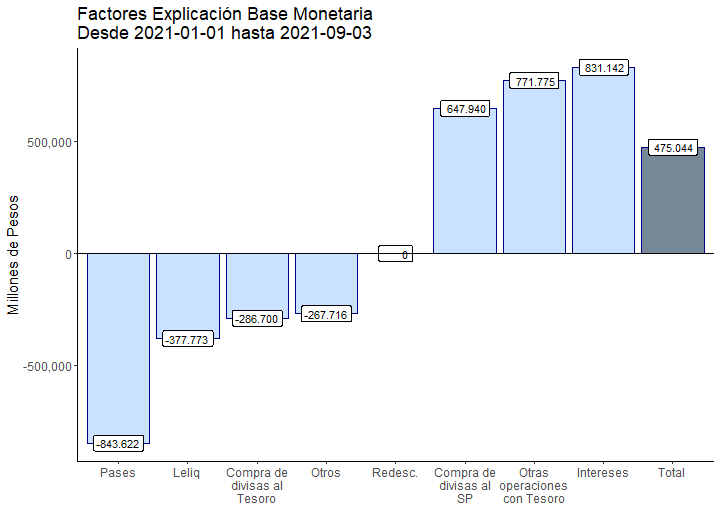 Factores Explicación Base Monetaria
Desde 2021-01-01 hasta 2021-09-03
Millones de Pesos
500,000
0
-500,000
-843.622
-377.773
-286.700
-267.716
0
647.940
771.775
831.142
475.044
Pases
Leliq
Compra de
divisas al
Tesoro
Otros
Redesc.
Compra de
divisas al
SP
Otras
operaciones
con Tesoro
Intereses
Total